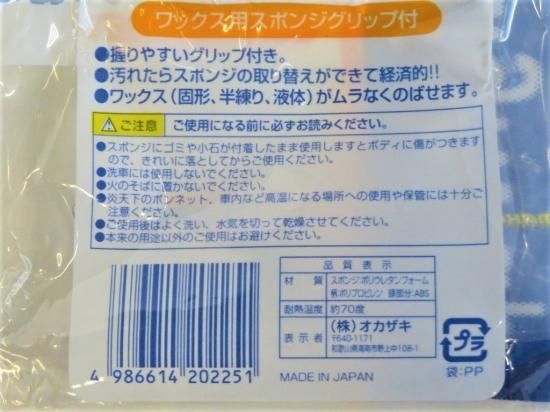 ワックス用スポンジグリップ付
●握りやすいグリップ付き。
●汚れたらスポンジの取り替えができて経済的!!
●ワックス（固形、半練り、液体）がムラなくのばせます。
ご注意 ご使用になる前に必ずお読みください。
●スポンジにゴミや小石が付着したまま使用しますとボディに傷がつきます
ので、きれいに落としてからご使用ください。
●洗車には使用しないでください。
●火のそばに置かないでください。
●炎天下のボンネット、車内など高温になる場所への使用や保管には十分ご
注意ください。
●ご使用後はよく洗い、水気を切って乾燥させてください。
●本来の用途以外のご使用はお避けください。
品質表示
材質 スポンジ:ポリウレタンフォーム
柄:ポリプロピレン 頭部分:ABS
耐熱温度 約70度
表示者 （株）オカザキ
〒640-1171
和歌山県海南市野上中108-1
プラ
袋:PP
4 986614 202251
MADE IN JAPAN